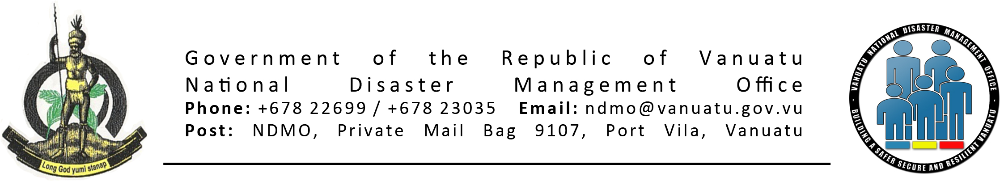 Long God yumi stanap
Government of the Republic of Vanuatu
National Disaster Management Office
Phone: +678 22699 / +678 23035 Email: ndmo@vanuatu.gov.vu
Post: NDMO, Private Mail Bag 9107, Port Vila, Vanuatu
- VANUATU NATIONAL DISASTER MANAGEMENT OFFICE -
BUILDING A SAFER SECURE AND RESILIENT VANUATU